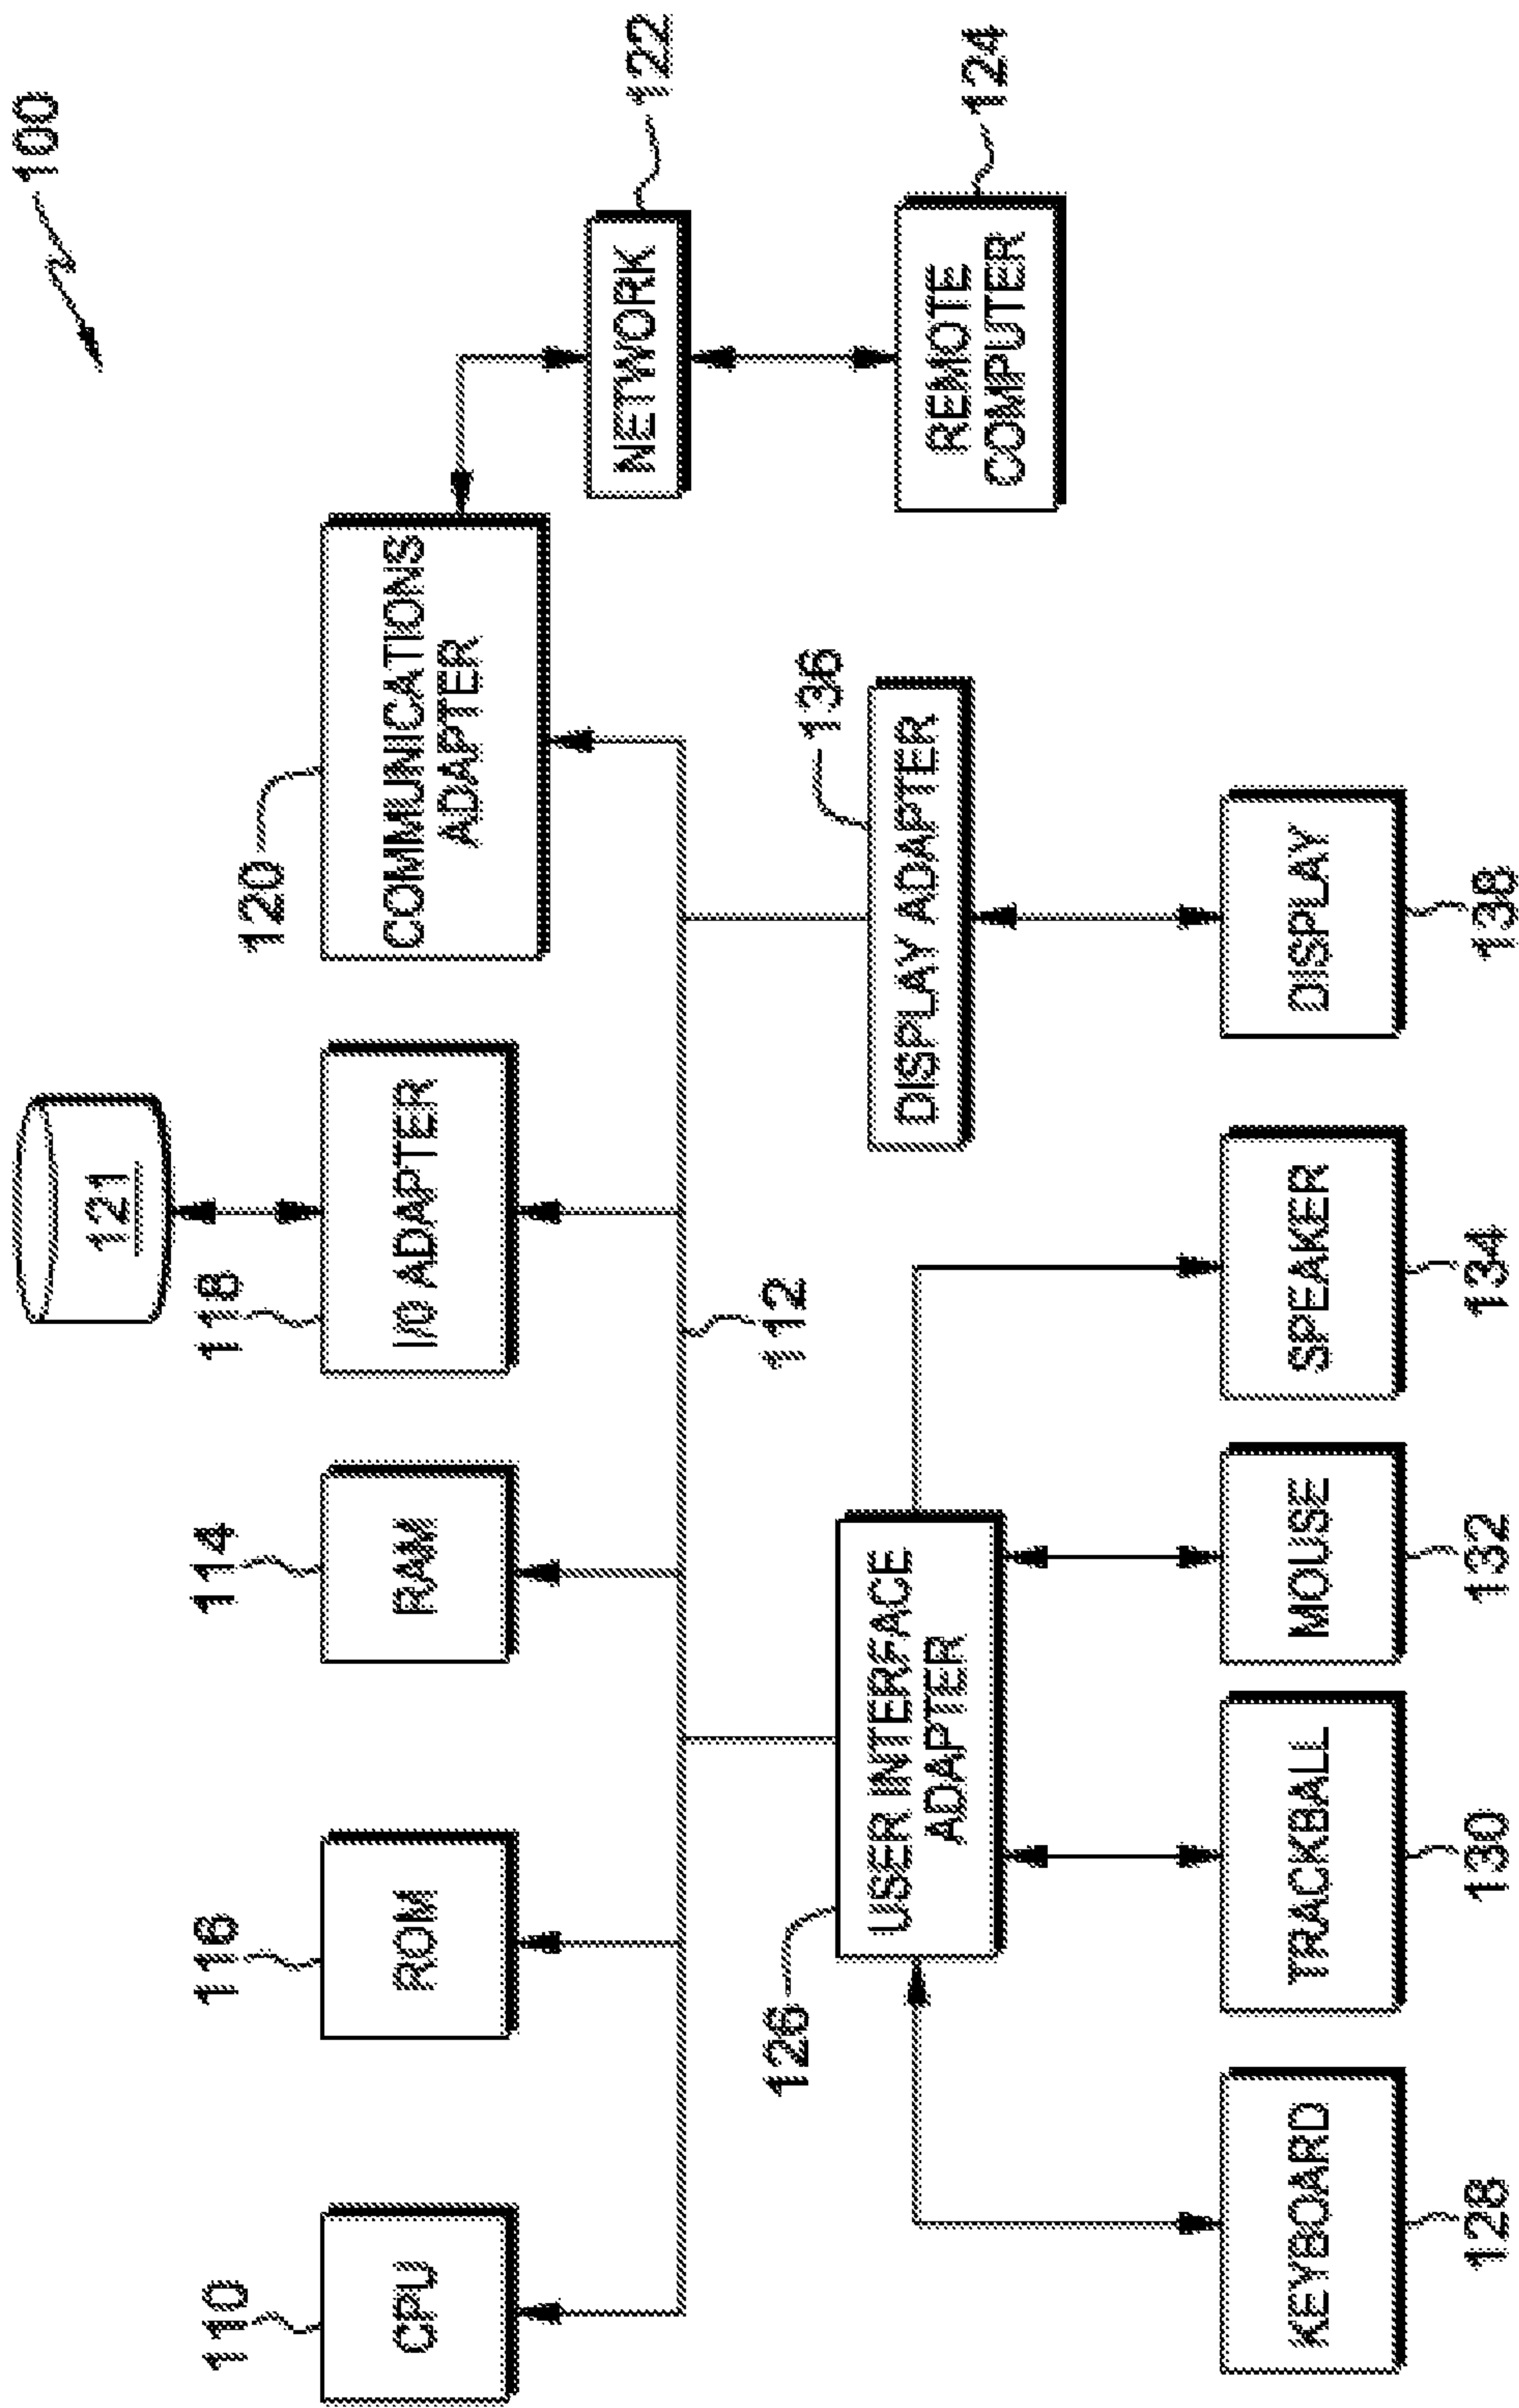 100
121
110
116
114
118
120
CPU
ROM
RAM
I/O ADAPTER
COMMUNICATIONS
ADAPTER
122
NETWORK
112
126
136
124
USER INTERFACE
ADAPTER
DISPLAY ADAPTER
REMOTE
COMPUTER
KEYBOARD
TRACKBALL
MOUSE
SPEAKER
DISPLAY
128
130
132
134
138